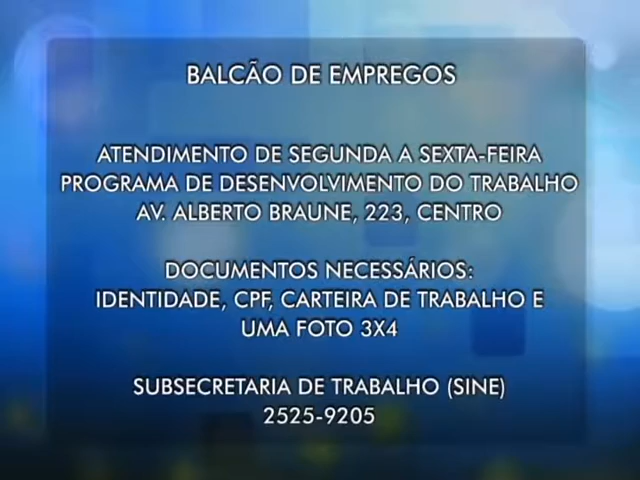 BALCÃO DE EMPREGOS
ATENDIMENTO DE SEGUNDA A SEXTA-FEIRA
PROGRAMA DE DESENVOLVIMENTO DO TRABALHO
AV. ALBERTO BRAUNE, 223, CENTRO
DOCUMENTOS NECESSÁRIOS:
IDENTIDADE, CPF, CARTEIRA DE TRABALHO E
UMA FOTO 3X4
SUBSECRETARIA DE TRABALHO (SINE)
2525-9205